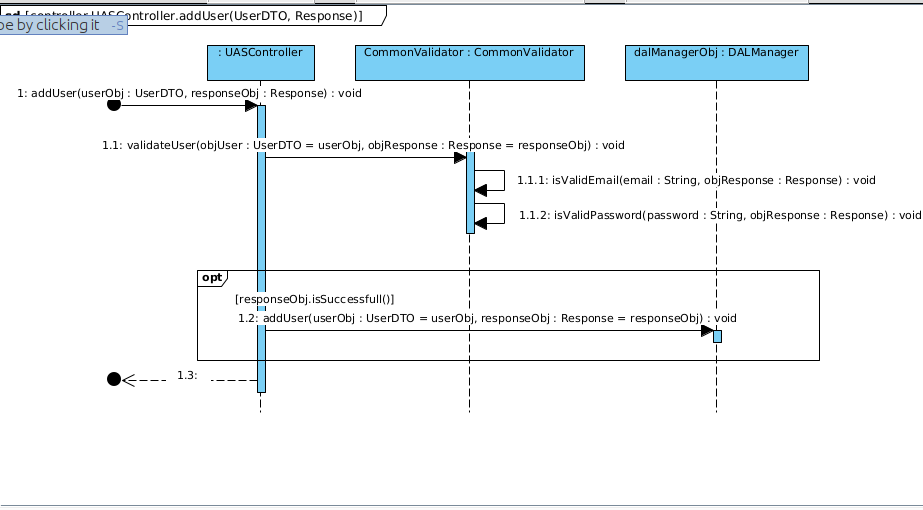 [controller.UASController.addUser(UserDTO, Response)]
be by clicking it -S
: UASController
CommonValidator : CommonValidator
dalManagerObj : DALManager
1: addUser(userObj : UserDTO, responseObj : Response) : void
1.1: validateUser(objUser : UserDTO = userObj, objResponse : Response = responseObj) : void
1.1.1: isValidEmail(email : String, objResponse : Response) : void
1.1.2: isValidPassword(password : String, objResponse : Response) : void
opt
[responseObj.isSuccessfull()]
1.2: addUser(userObj : UserDTO = userObj, responseObj : Response = responseObj) : void
1.3: